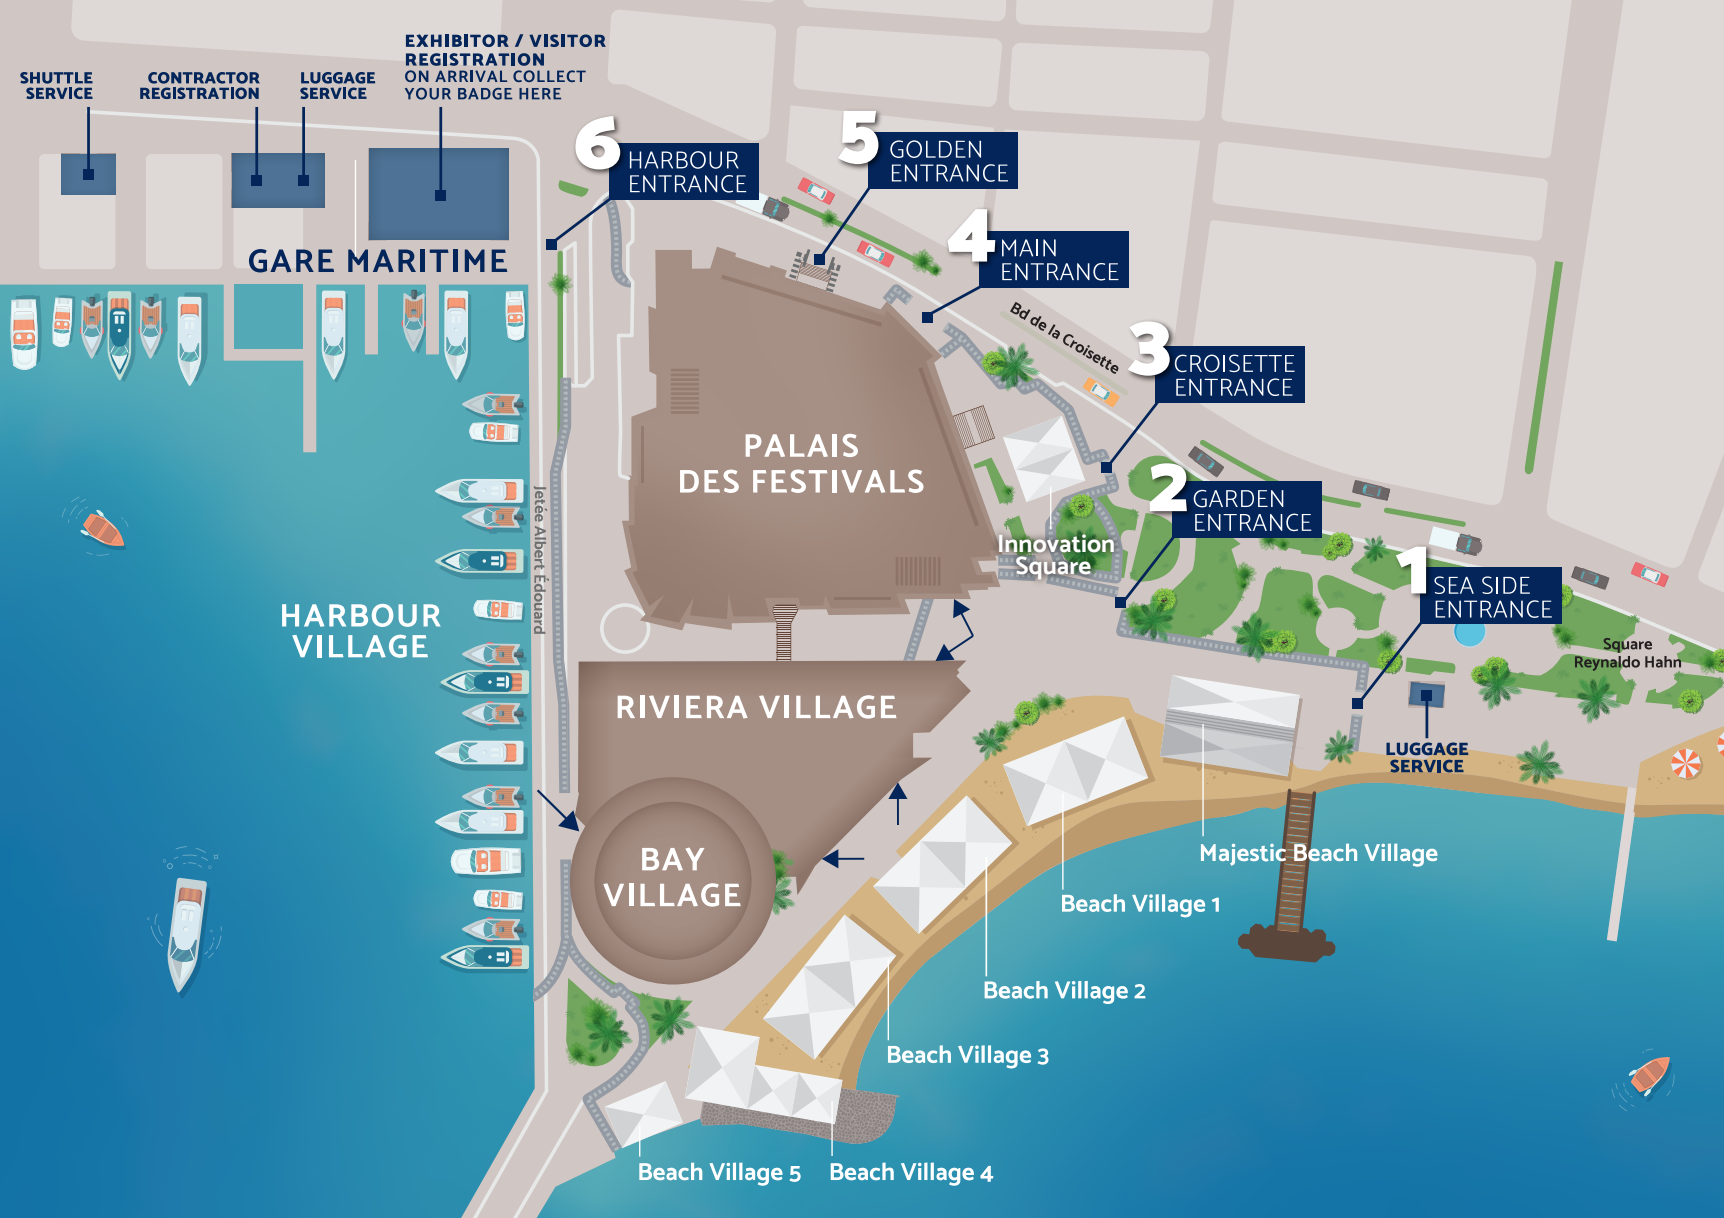 EXHIBITOR / VISITOR
REGISTRATION
ON ARRIVAL COLLECT
YOUR BADGE HERE
SHUTTLE
SERVICE
CONTRACTOR
REGISTRATION
LUGGAGE
SERVICE
6
HARBOUR
ENTRANCE
5
GOLDEN
ENTRANCE
4
MAIN
ENTRANCE
GARE MARITIME
Bd de la Croisette
3
CROISETTE
ENTRANCE
PALAIS
DES FESTIVALS
2
GARDEN
ENTRANCE
Jetée Albert Édouard
Innovation
Square
1
SEA SIDE
ENTRANCE
HARBOUR
VILLAGE
Square
Reynaldo Hahn
RIVIERA VILLAGE
LUGGAGE
SERVICE
BAY
VILLAGE
Majestic Beach Village
Beach Village 1
Beach Village 2
Beach Village 3
Beach Village 5
Beach Village 4